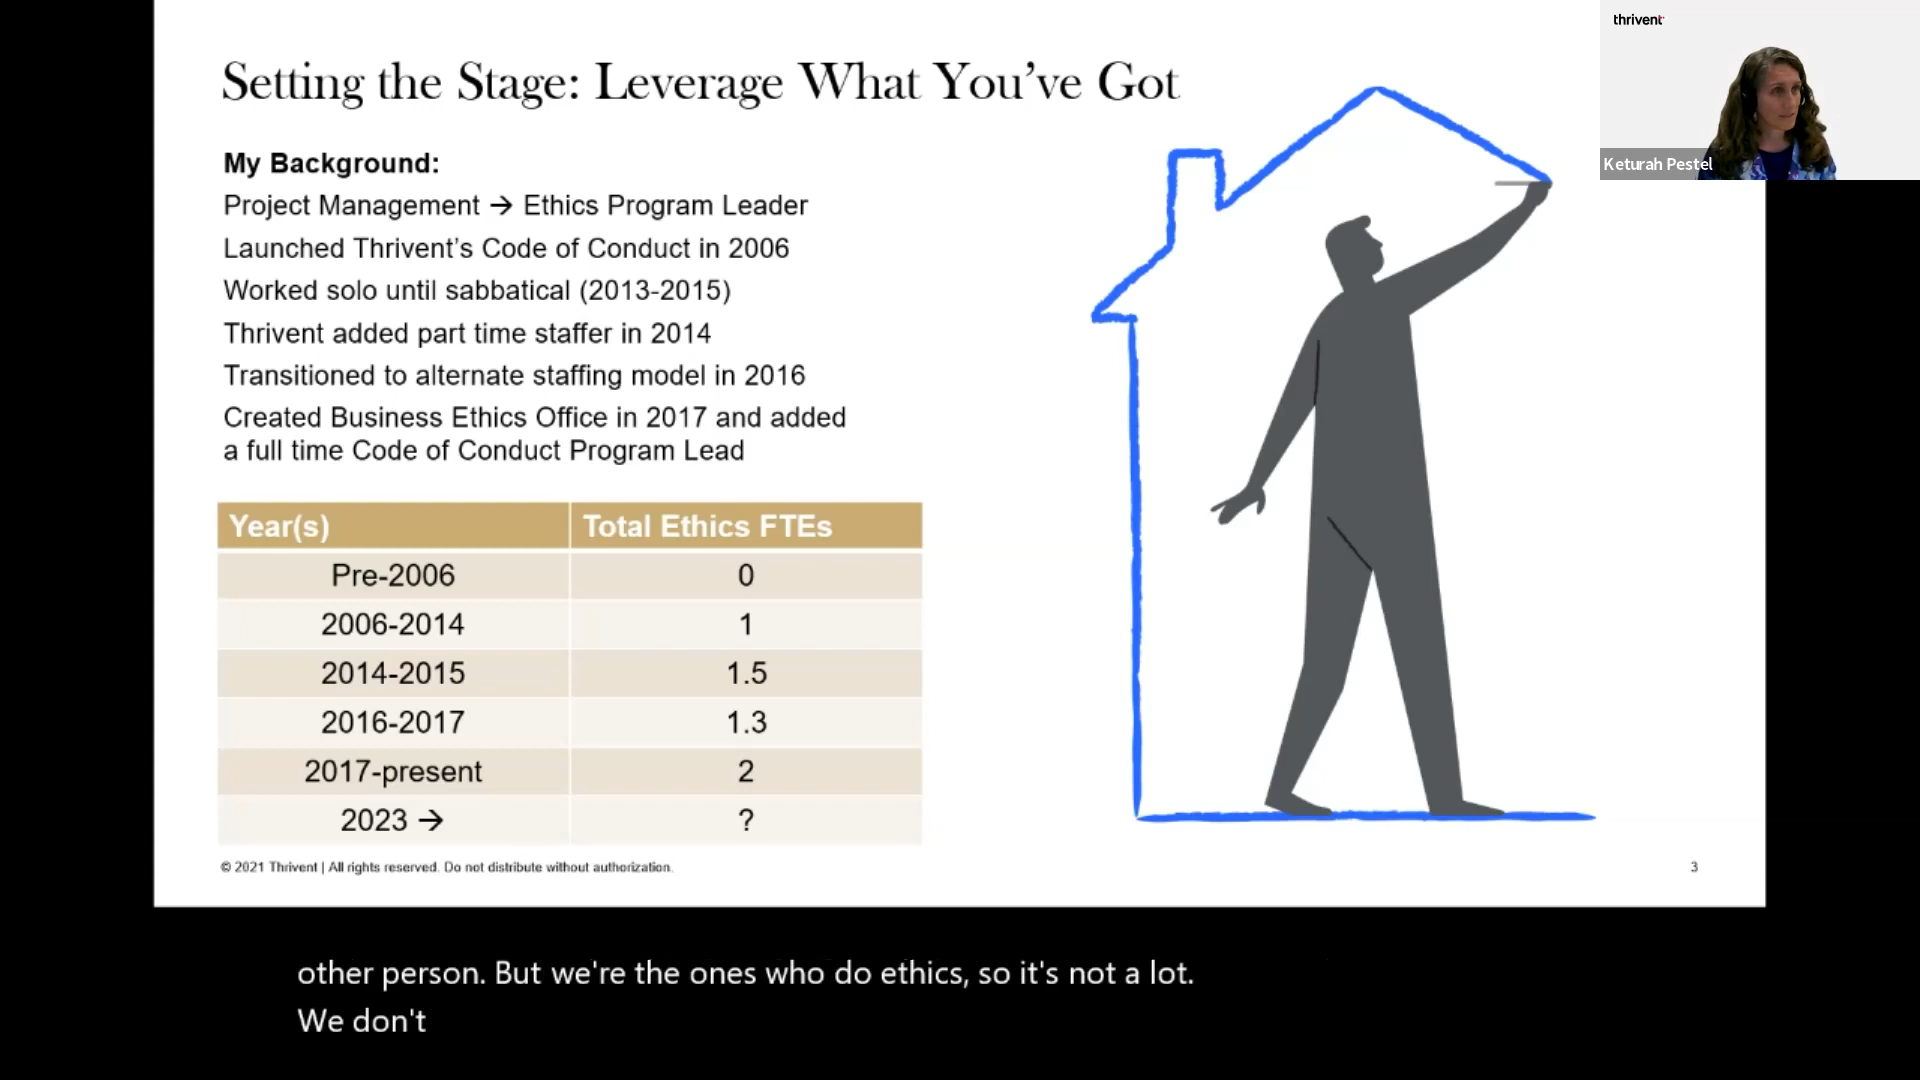 thrivent
Keturah Pestel
Setting the Stage: Leverage What You’ve Got
My Background:
Project Management → Ethics Program Leader
Launched Thrivent’s Code of Conduct in 2006
Worked solo until sabbatical (2013-2015)
Thrivent added part time staffer in 2014
Transitioned to alternate staffing model in 2016
Created Business Ethics Office in 2017 and added
a full time Code of Conduct Program Lead
Year(s) Total Ethics FTEs
Pre-2006 0
2006-2014 1
2014-2015 1.5
2016-2017 1.3
2017-present 2
2023 → ?
© 2021 Thrivent | All rights reserved. Do not distribute without authorization.
3
other person. But we're the ones who do ethics, so it's not a lot.
We don't